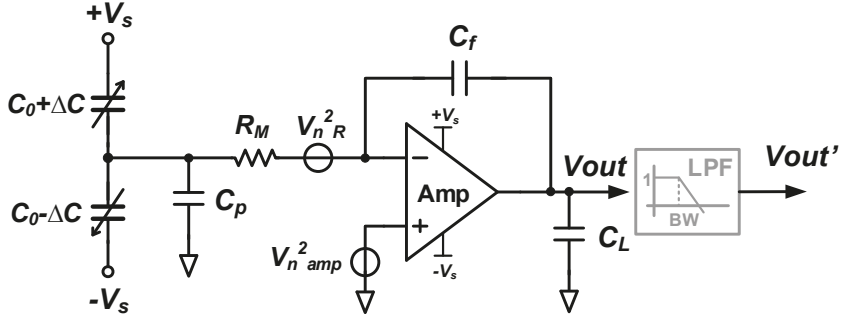 +Vs
C0+ΔC
C0-ΔC
-Vs
Cp
RM
Vn²R
Cf
+Vs
−
Amp
+
-Vs
Vn²amp
Vout
CL
LPF
1
BW
Vout'